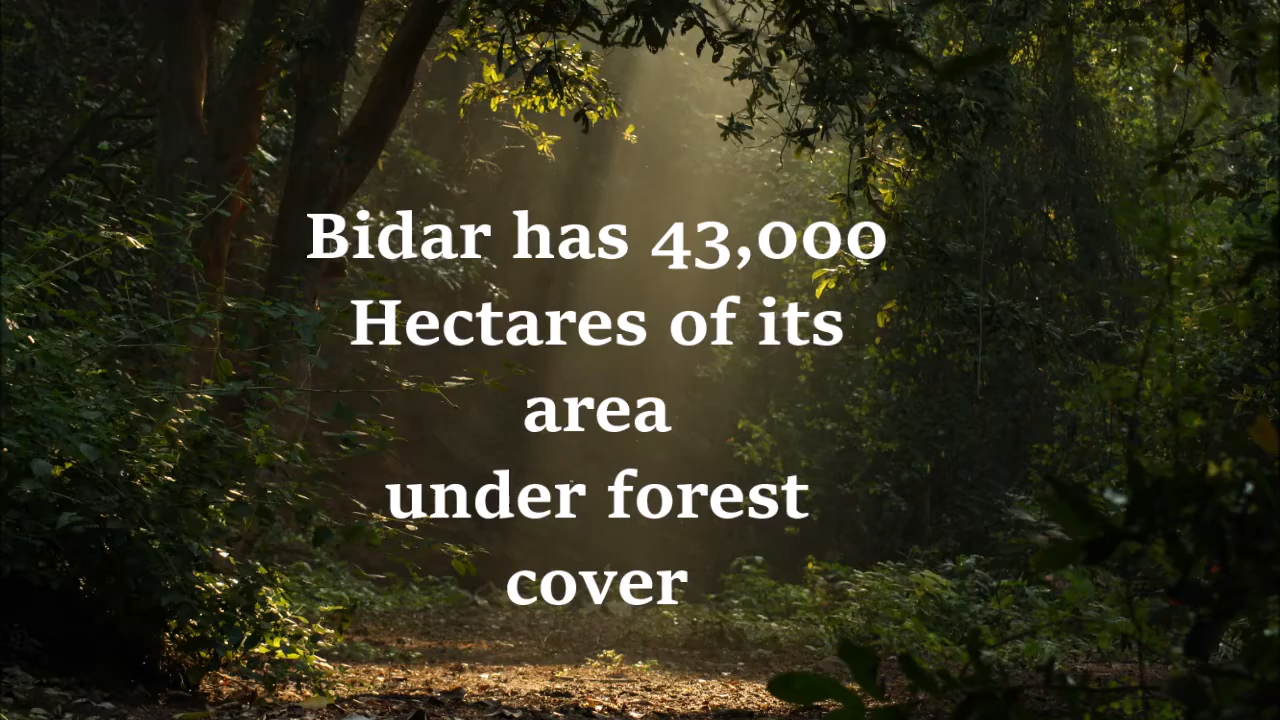 Bidar has 43,000
Hectares of its
area
under forest
cover